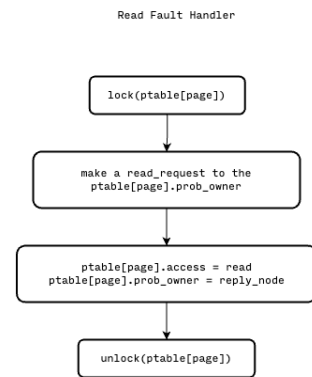 Read Fault Handler
lock(ptable[page])
make a read_request to the
ptable[page].prob_owner
ptable[page].access = read
ptable[page].prob_owner = reply_node
unlock(ptable[page])